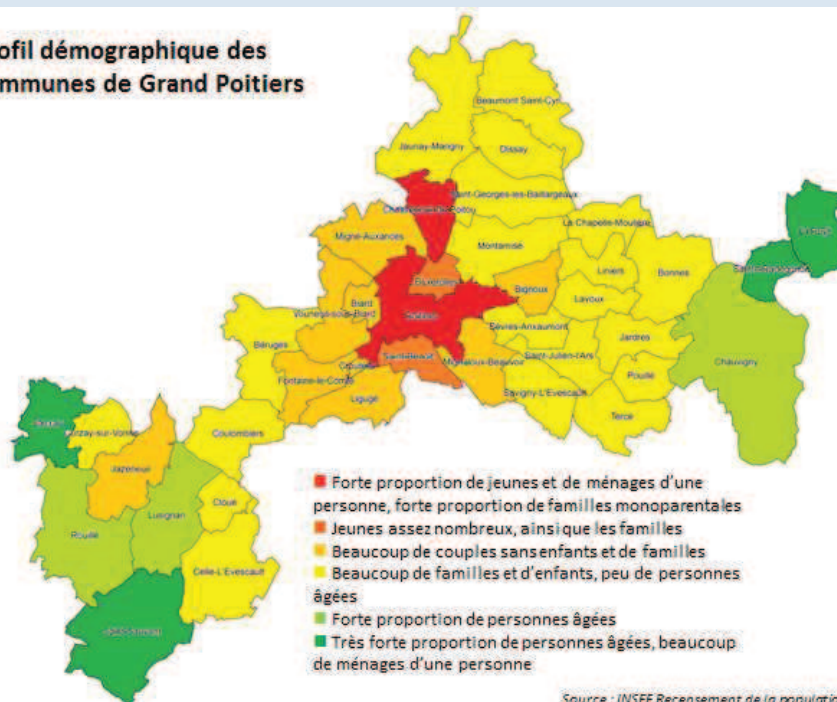 ofil démographique des
mmunes de Grand Poitiers
Beaumont Saint-Cyr
Jaunay-Marigny
Dissay
Saint-Georges-les-Baillargeaux
La Chapelle-Moulière
Migné-Auxances
Montamisé
Liniers
Bonnes
Buxerolles
Bignoux
Lavoux
Biard
Vouneuil-sous-Biard
Poitiers
Sèvres-Anxaumont
Béruges
Jardres
Chauvigny
Saint-Benoit
Mignaloux-Beauvoir
Saint-Julien-l'Ars
Fontaine-le-Comte
Pouillé
Ligugé
Savigny-L'Evescault
Tercé
Coulombiers
Jazeneuil
Cloué
Lusignan
Rouillé
Celle-L'Evescault
Forte proportion de jeunes et de ménages d'une
personne, forte proportion de familles monoparentales
Jeunes assez nombreux, ainsi que les familles
Beaucoup de couples sans enfants et de familles
Beaucoup de familles et d'enfants, peu de personnes
âgées
Forte proportion de personnes âgées
Très forte proportion de personnes âgées, beaucoup
de ménages d'une personne
Source : INSEE Recensement de la population